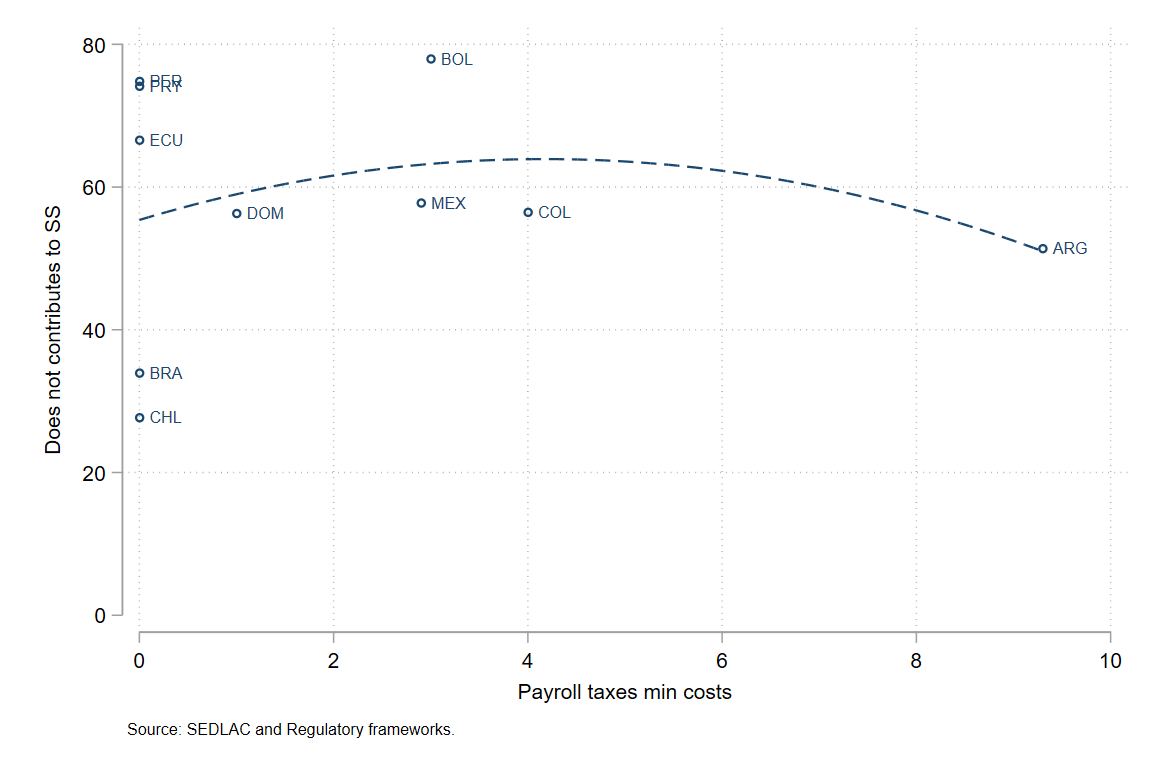 80
60
40
20
0
Does not contributes to SS
BOL
PER
PRY
ECU
MEX
DOM
COL
ARG
BRA
CHL
0 2 4 6 8 10
Payroll taxes min costs
Source: SEDLAC and Regulatory frameworks.